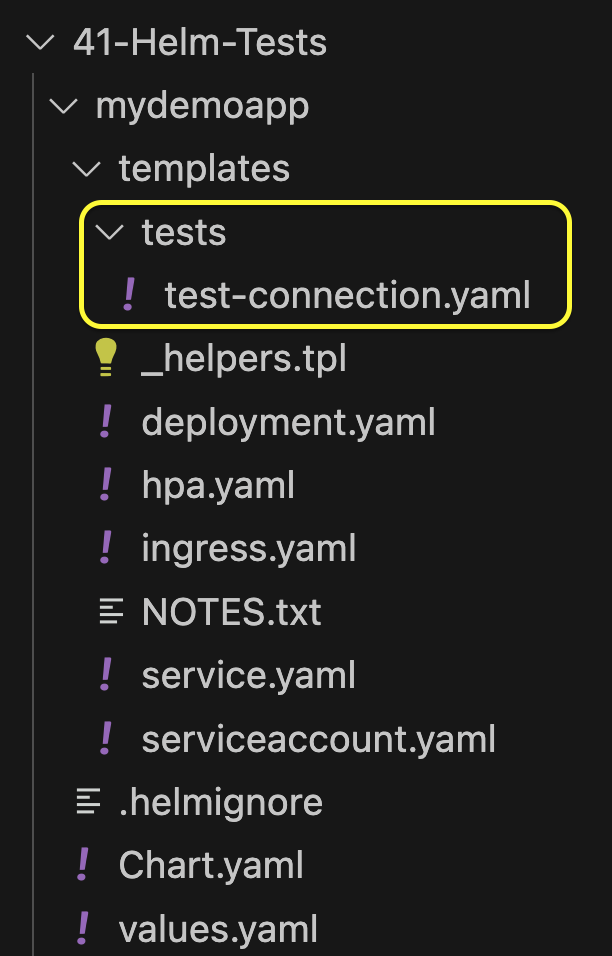 41-Helm-Tests
mydemoapp
templates
tests
! test-connection.yaml
_helpers.tpl
! deployment.yaml
! hpa.yaml
! ingress.yaml
NOTES.txt
! service.yaml
! serviceaccount.yaml
.helmignore
! Chart.yaml
! values.yaml